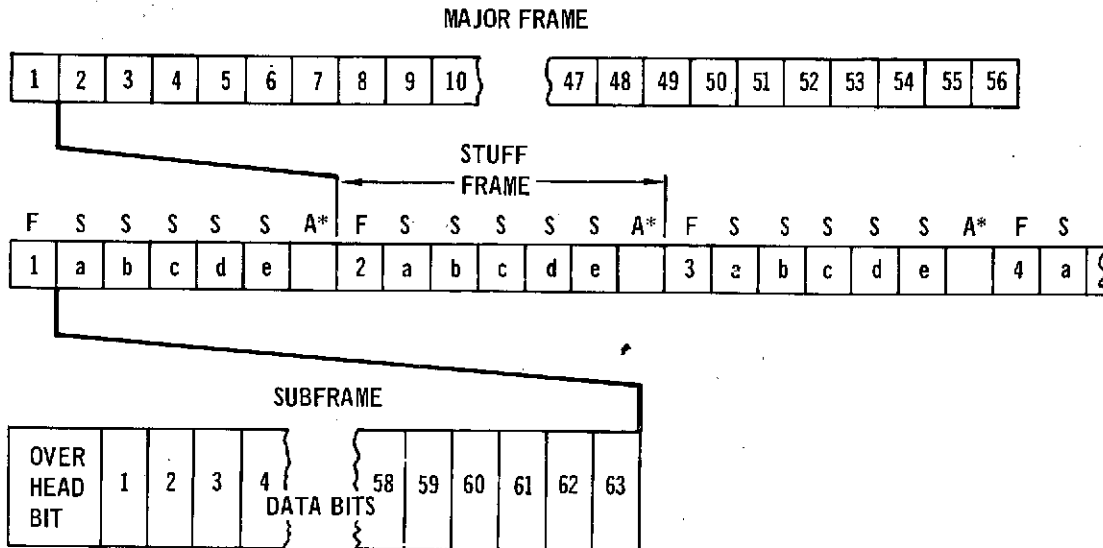 MAJOR FRAME
1 2 3 4 5 6 7 8 9 10 47 48 49 50 51 52 53 54 55 56
STUFF
FRAME
F S S S S S A* F S S S S S A* F S S S S S A* F S
1 a b c d e 2 a b c d e 3 a b c d e 4 a
SUBFRAME
OVER
HEAD
BIT
1 2 3 4 58 59 60 61 62 63
DATA BITS